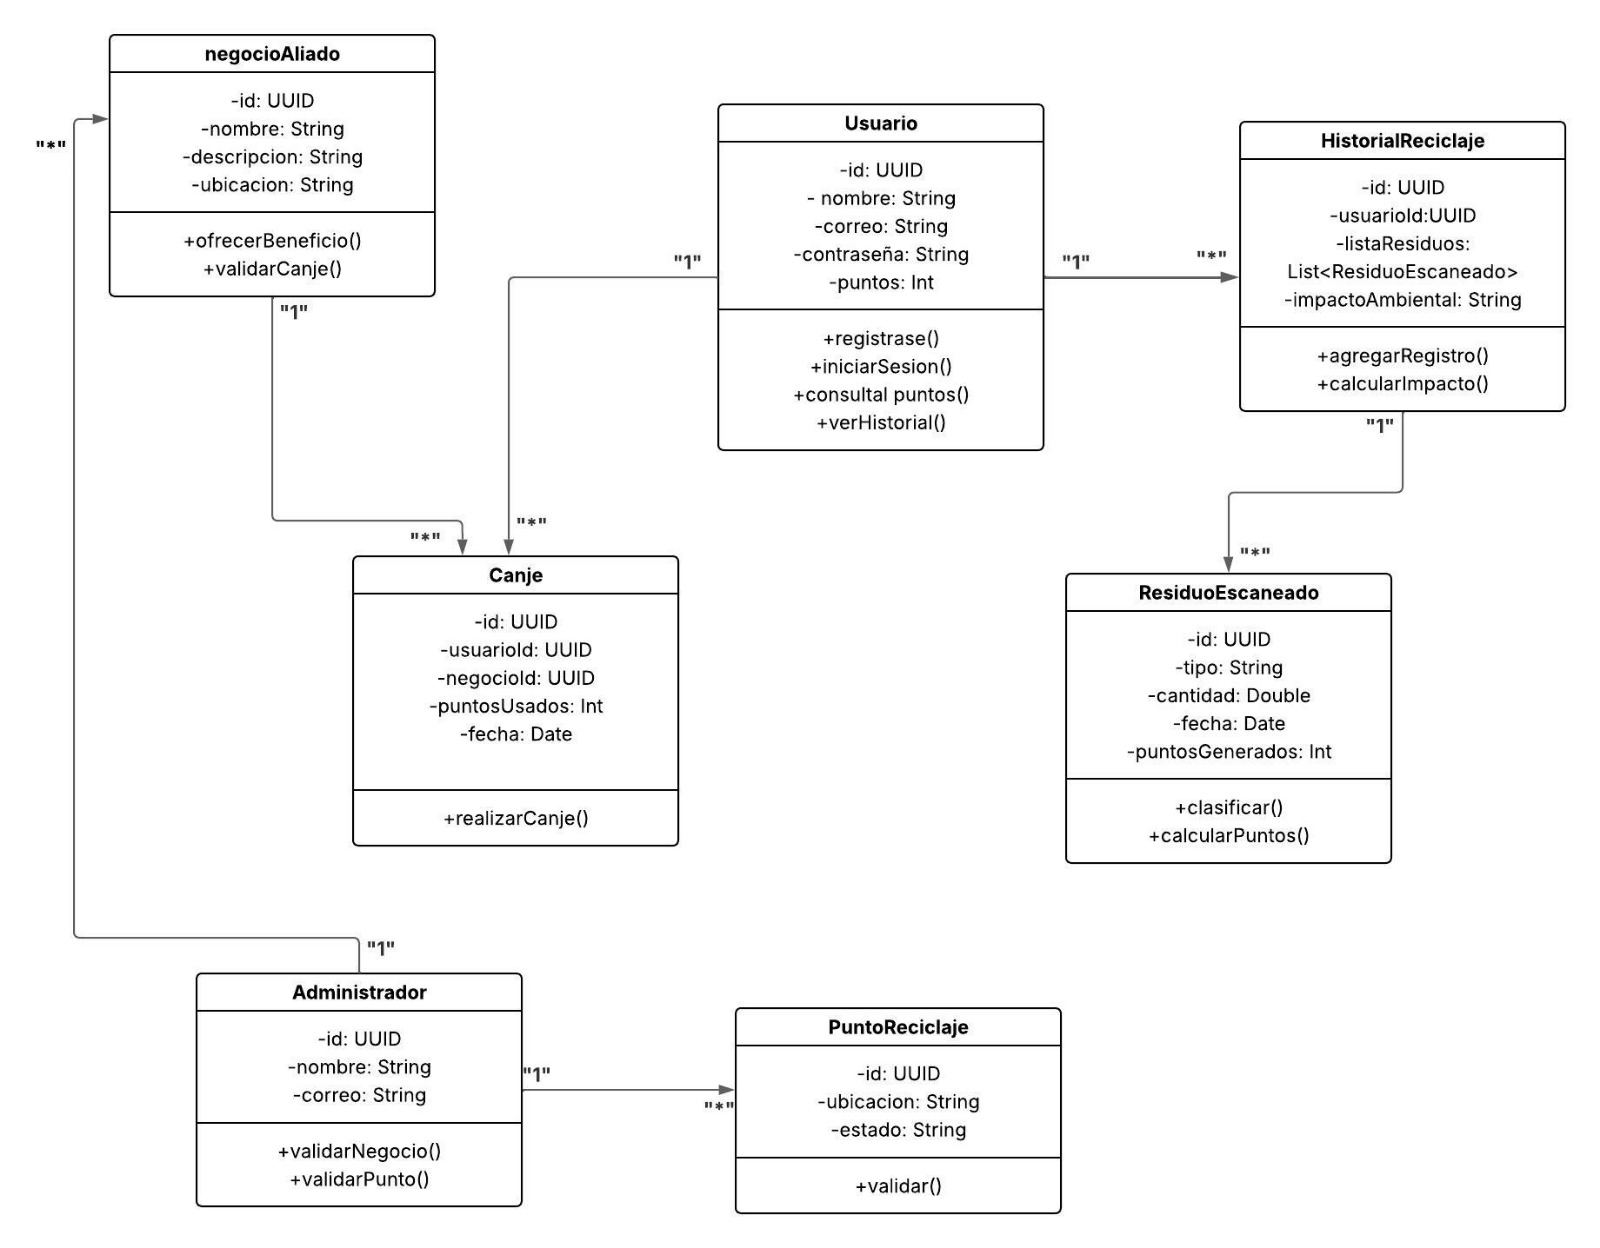 negocioAliado
-id: UUID
-nombre: String
-descripcion: String
-ubicacion: String
+ofrecerBeneficio()
+validarCanje()
"*"
"1"
Usuario
-id: UUID
- nombre: String
-correo: String
-contraseña: String
-puntos: Int
+registrase()
+iniciarSesion()
+consultal puntos()
+verHistorial()
"1"
"1"
"*"
HistorialReciclaje
-id: UUID
-usuarioId:UUID
-listaResiduos:
List<ResiduoEscaneado>
-impactoAmbiental: String
+agregarRegistro()
+calcularImpacto()
"1"
"*"
"*"
"*"
Canje
-id: UUID
-usuarioId: UUID
-negocioId: UUID
-puntosUsados: Int
-fecha: Date
+realizarCanje()
ResiduoEscaneado
-id: UUID
-tipo: String
-cantidad: Double
-fecha: Date
-puntosGenerados: Int
+clasificar()
+calcularPuntos()
"1"
Administrador
-id: UUID
-nombre: String
-correo: String
+validarNegocio()
+validarPunto()
"1"
"*"
PuntoReciclaje
-id: UUID
-ubicacion: String
-estado: String
+validar()